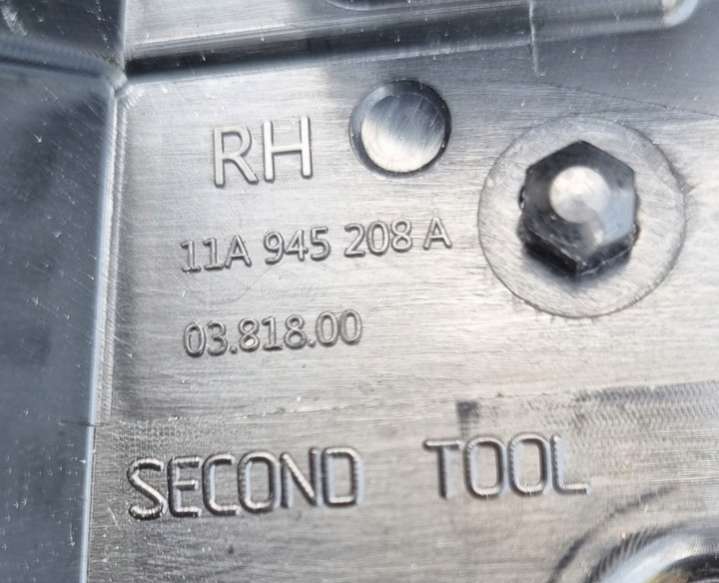 RH
11A 945 208 A
03.818.00
SECOND TOOL